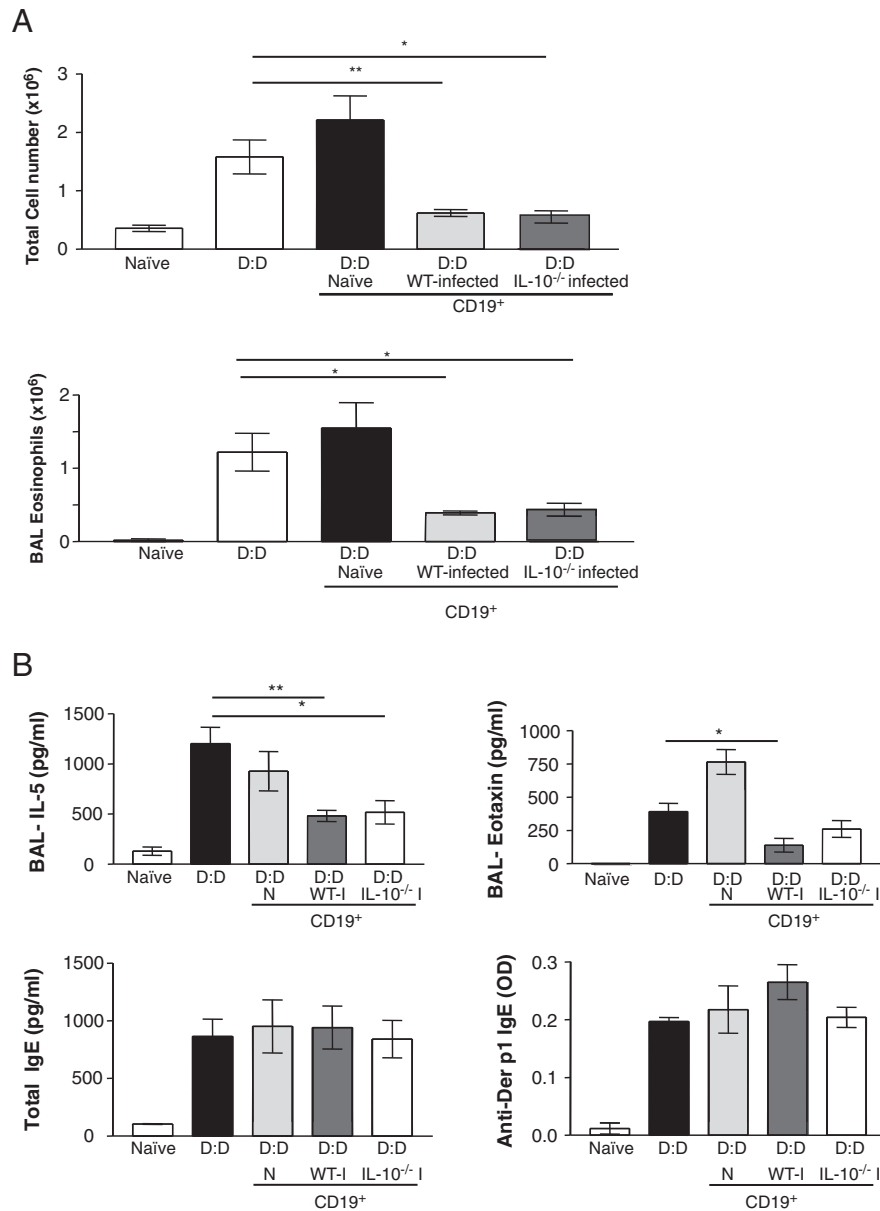 A
*
**
Total Cell number (x10⁶)
3
2
1
0
Naïve D:D D:D D:D D:D
Naïve WT-infected IL-10⁻/⁻ infected
CD19⁺
*
*
BAL Eosinophils (x10⁶)
2
1
0
Naïve D:D D:D D:D D:D
Naïve WT-infected IL-10⁻/⁻ infected
CD19⁺
B
**
*
BAL- IL-5 (pg/ml)
1500
1000
500
0
Naïve D:D D:D D:D D:D
N WT-I IL-10⁻/⁻ I
CD19⁺
*
BAL- Eotaxin (pg/ml)
1000
750
500
250
0
Naïve D:D D:D D:D D:D
N WT-I IL-10⁻/⁻ I
CD19⁺
Total IgE (pg/ml)
1500
1000
500
0
Naïve D:D D:D D:D D:D
N WT-I IL-10⁻/⁻ I
CD19⁺
Anti-Der p1 IgE (OD)
0.3
0.2
0.1
0.0
Naïve D:D D:D D:D D:D
N WT-I IL-10⁻/⁻ I
CD19⁺